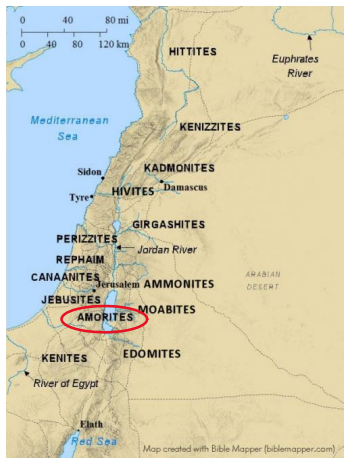 0 40 80 mi
0 40 80 120 km
HITTITES
Euphrates
River
Mediterranean
Sea
KENIZZITES
KADMONITES
Sidon
Damascus
HIVITES
Tyre
GIRGASHITES
PERIZZITES
Jordan River
REPHAIM
ARABIAN
DESERT
CANAANITES
Jerusalem
AMMONITES
JEBUSITES
MOABITES
AMORITES
EDOMITES
KENITES
River of Egypt
Elath
Red Sea
Map created with Bible Mapper (biblemapper.com)